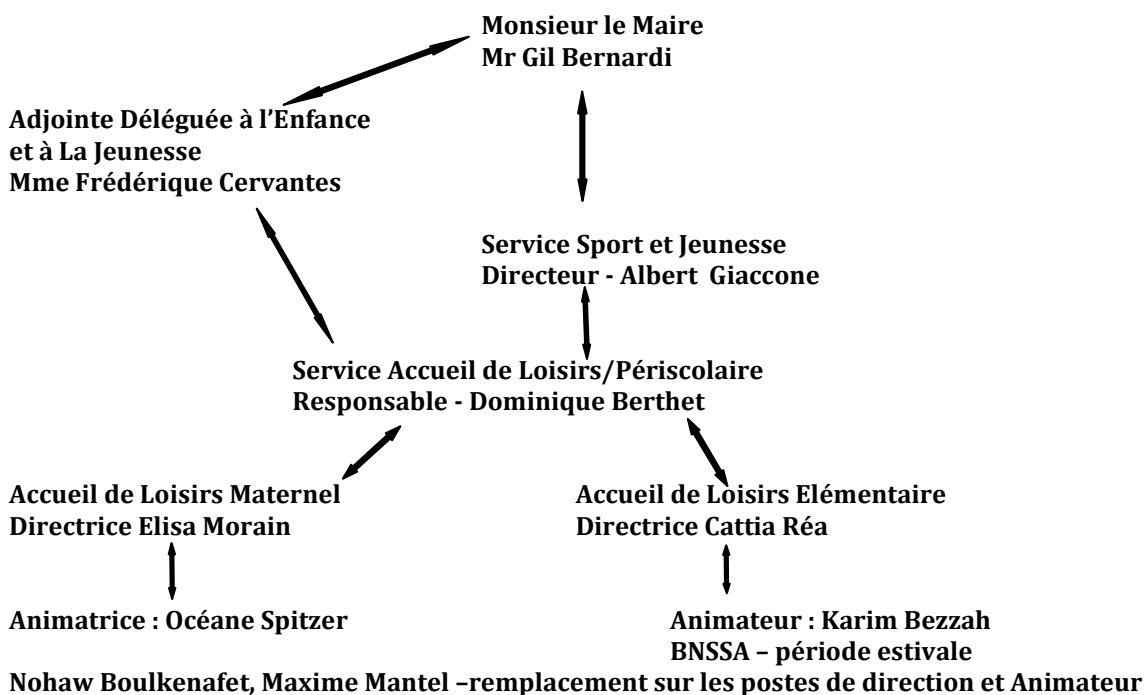 Monsieur le Maire
Mr Gil Bernardi
Adjointe Déléguée à l’Enfance
et à La Jeunesse
Mme Frédérique Cervantes
Service Sport et Jeunesse
Directeur - Albert  Giaccone
Service Accueil de Loisirs/Périscolaire
Responsable - Dominique Berthet
Accueil de Loisirs Maternel
Directrice Elisa Morain
Accueil de Loisirs Elémentaire
Directrice Cattia Réa
Animatrice : Océane Spitzer
Animateur : Karim Bezzah
BNSSA – période estivale
Nohaw Boulkenafet, Maxime Mantel –remplacement sur les postes de direction et Animateur